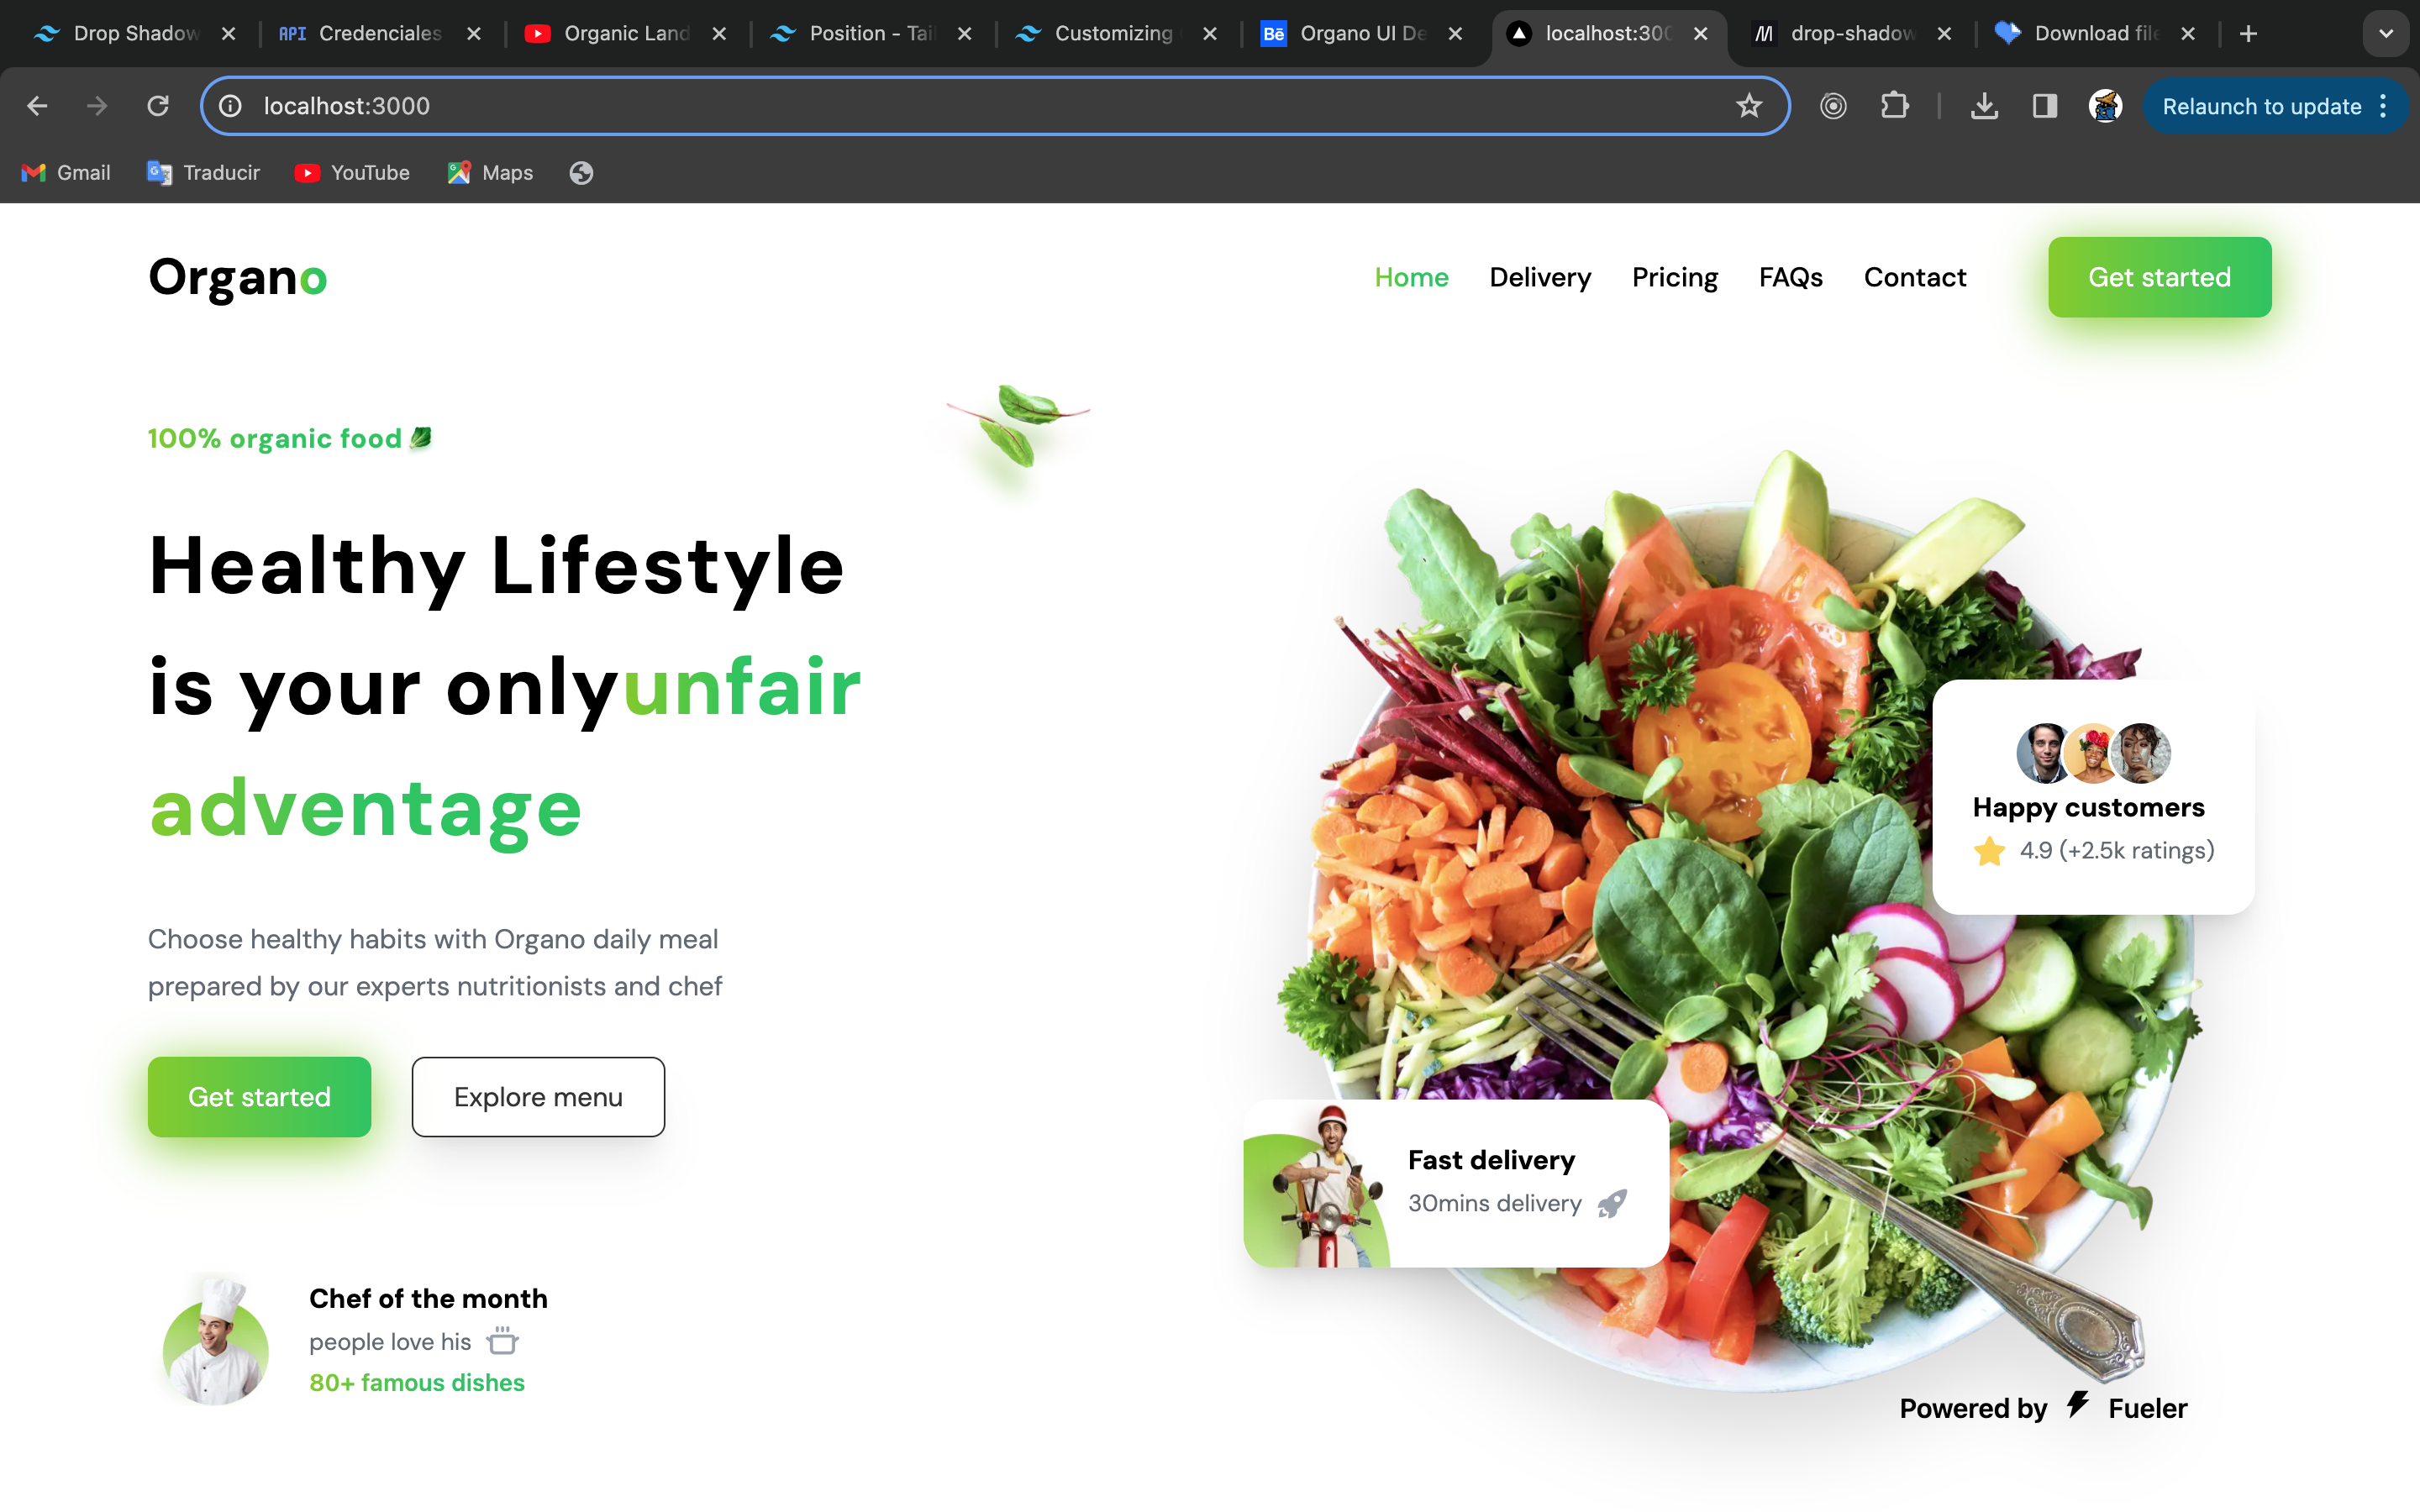 Drop Shadow
API Credenciales
Organic Land
Position - Tai
Customizing
Bē Organo UI De
localhost:300
drop-shadow
Download file
localhost:3000
Relaunch to update
Gmail
Traducir
YouTube
Maps
Organo
Home
Delivery
Pricing
FAQs
Contact
Get started
100% organic food
Healthy Lifestyle
is your onlyunfair
adventage
Choose healthy habits with Organo daily meal
prepared by our experts nutritionists and chef
Get started
Explore menu
Chef of the month
people love his
80+ famous dishes
Happy customers
4.9 (+2.5k ratings)
Fast delivery
30mins delivery
Powered by Fueler